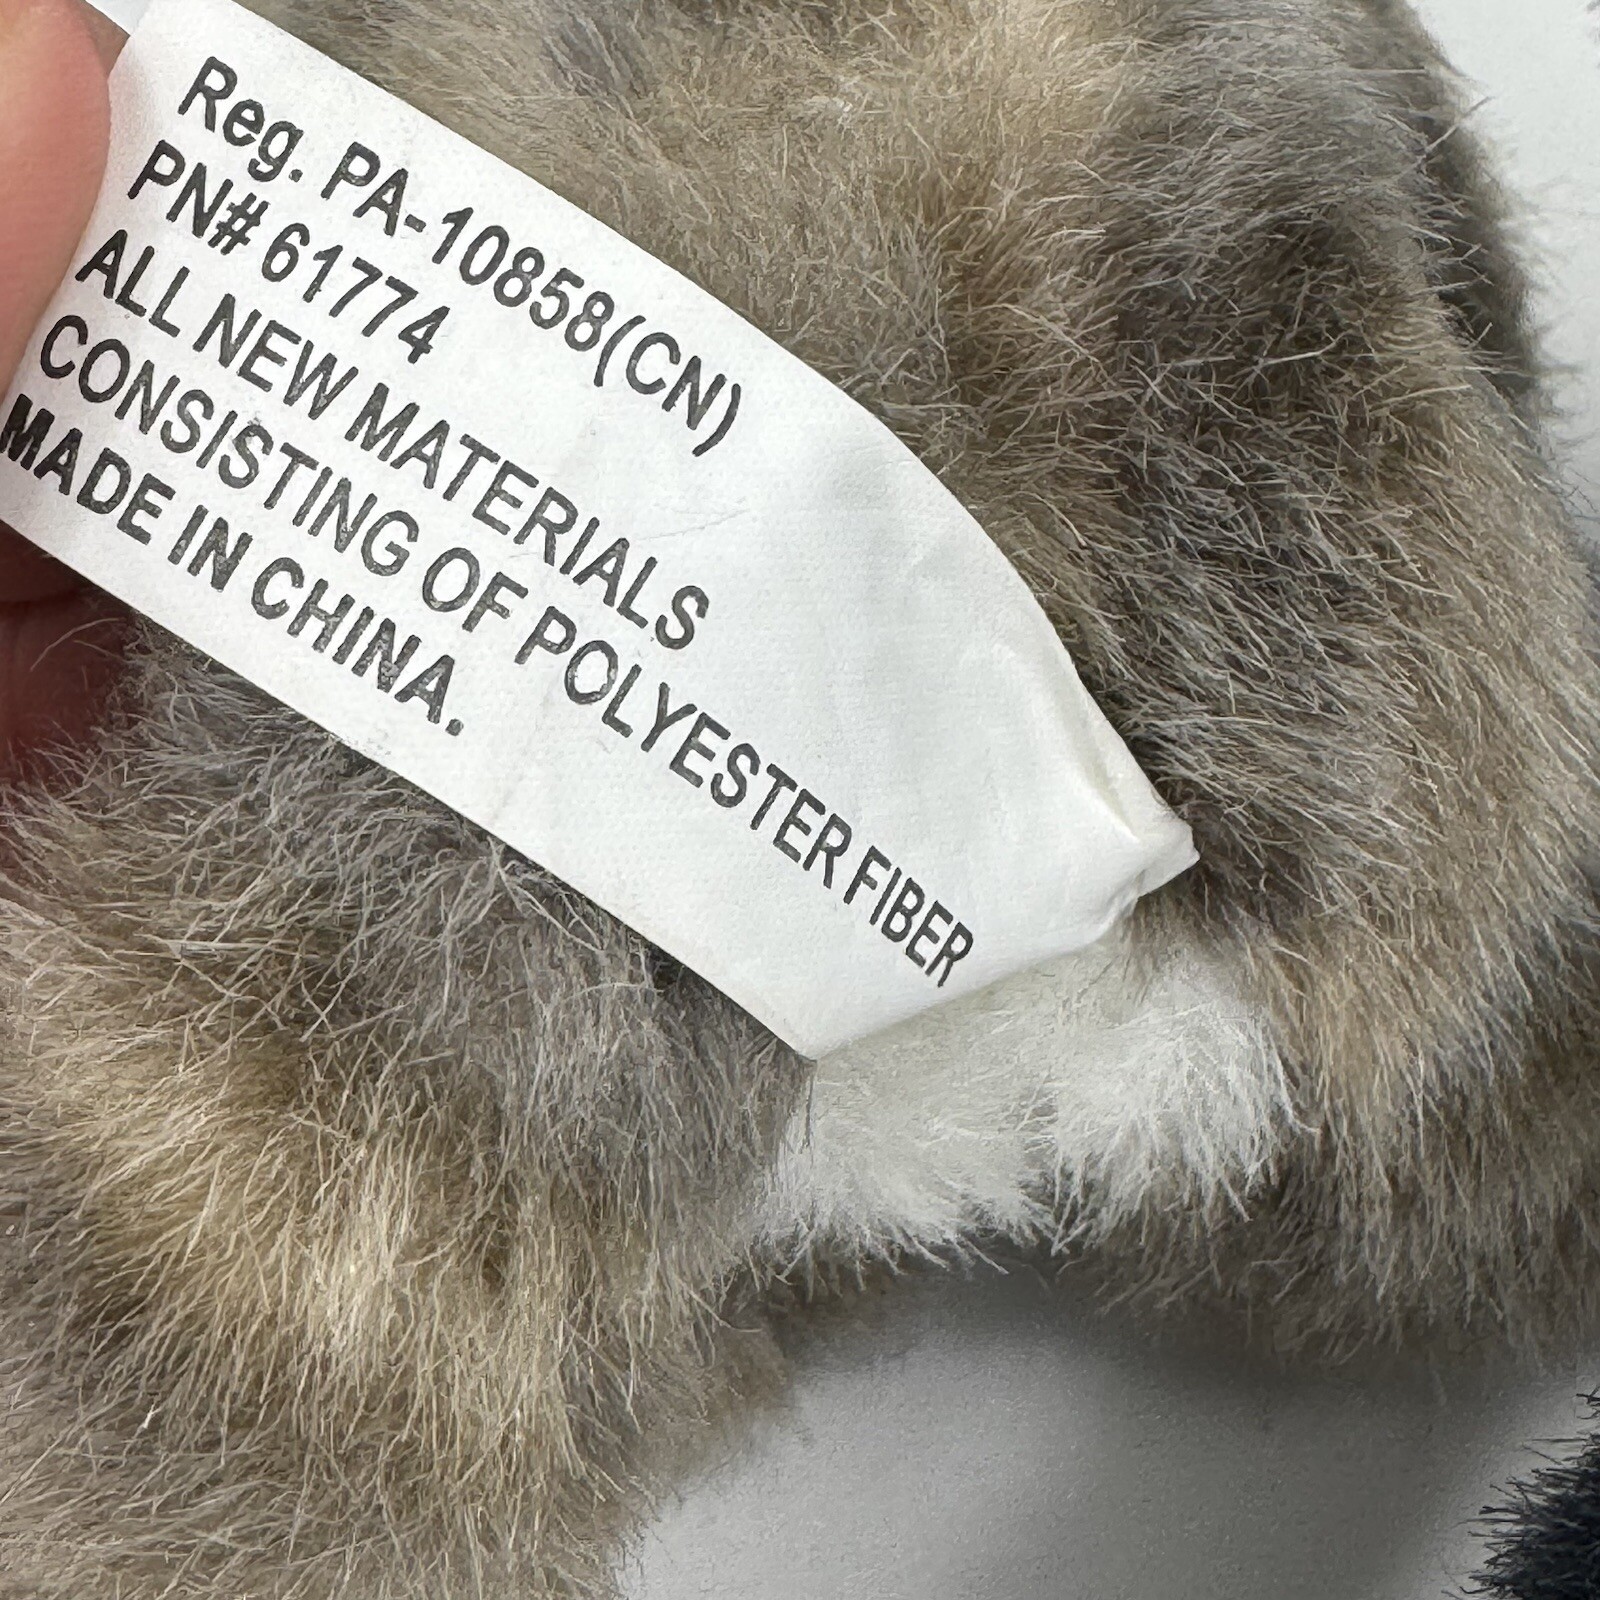 Reg. PA-10858(CN)
PN# 61774
ALL NEW MATERIALS
CONSISTING OF POLYESTER FIBER
MADE IN CHINA.